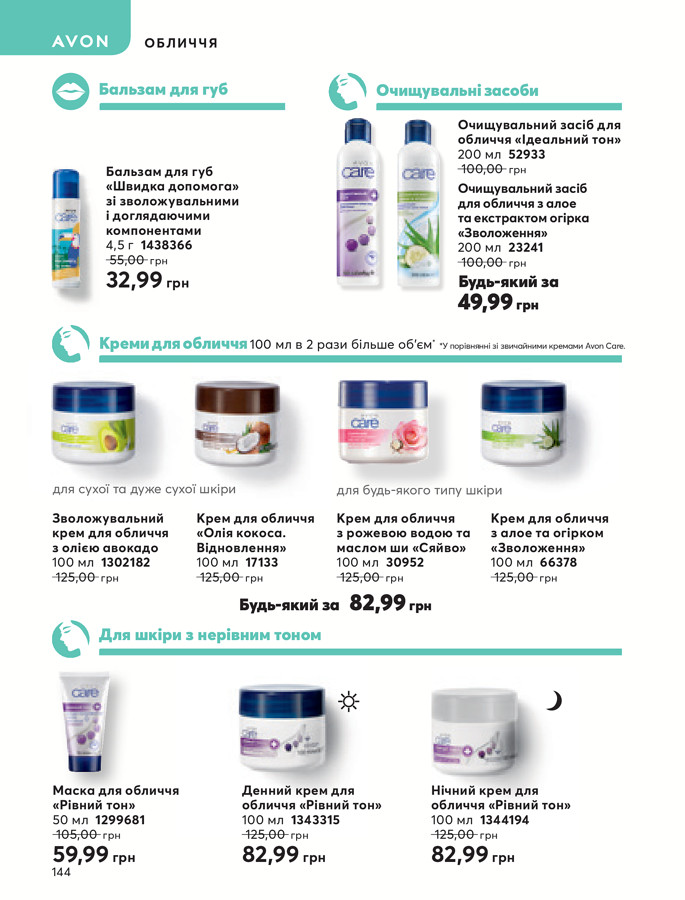 AVON
ОБЛИЧЧЯ
Бальзам для губ
Бальзам для губ
«Швидка допомога»
зі зволожувальними
і доглядаючими
компонентами
4,5 г 1438366
55,00 грн
32,99 грн
Очищувальні засоби
care
care
care
Очищувальний засіб для
обличчя «Ідеальний тон»
200 мл 52933
100,00 грн
Очищувальний засіб
для обличчя з алое
та екстрактом огірка
«Зволоження»
200 мл 23241
100,00 грн
Будь-який за
49,99 грн
Креми для обличчя 100 мл в 2 рази більше об'єм* *У порівнянні зі звичайними кремами Avon Care.
care
care
care
care
для сухої та дуже сухої шкіри
для будь-якого типу шкіри
Зволожувальний
крем для обличчя
з олією авокадо
100 мл 1302182
125,00 грн
Крем для обличчя
«Олія кокоса.
Відновлення»
100 мл 17133
125,00 грн
Крем для обличчя
з рожевою водою та
маслом ши «Сяйво»
100 мл 30952
125,00 грн
Крем для обличчя
з алое та огірком
«Зволоження»
100 мл 66378
125,00 грн
Будь-який за 82,99 грн
Для шкіри з нерівним тоном
care
care
care
Маска для обличчя
«Рівний тон»
50 мл 1299681
105,00 грн
59,99 грн
Денний крем для
обличчя «Рівний тон»
100 мл 1343315
125,00 грн
82,99 грн
Нічний крем для
обличчя «Рівний тон»
100 мл 1344194
125,00 грн
82,99 грн
144